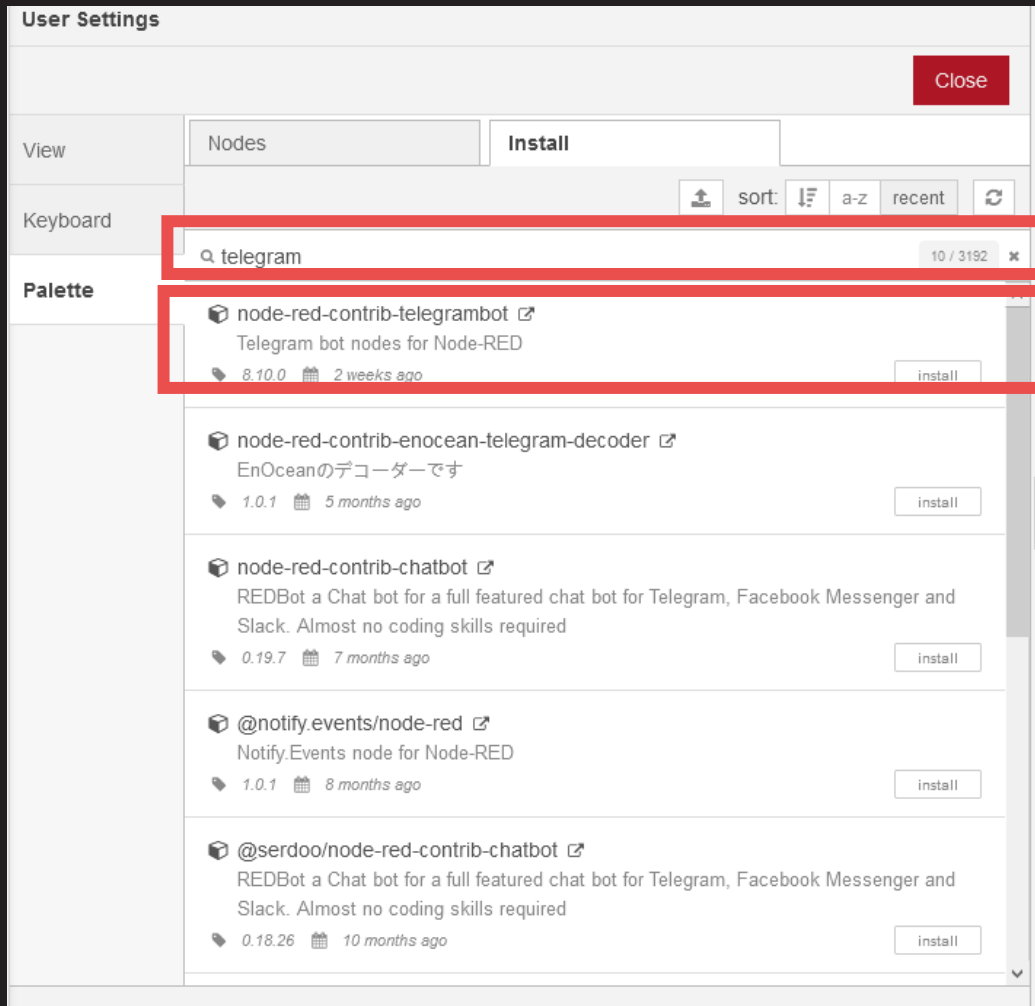 User Settings
Close
View
Nodes
Install
sort:
a-z
recent
Keyboard
telegram
10 / 3192
Palette
node-red-contrib-telegrambot
Telegram bot nodes for Node-RED
8.10.0 2 weeks ago
install
node-red-contrib-enocean-telegram-decoder
EnOceanのデコーダーです
1.0.1 5 months ago
install
node-red-contrib-chatbot
REDBot a Chat bot for a full featured chat bot for Telegram, Facebook Messenger and
Slack. Almost no coding skills required
0.19.7 7 months ago
install
@notify.events/node-red
Notify.Events node for Node-RED
1.0.1 8 months ago
install
@serdoo/node-red-contrib-chatbot
REDBot a Chat bot for a full featured chat bot for Telegram, Facebook Messenger and
Slack. Almost no coding skills required
0.18.26 10 months ago
install